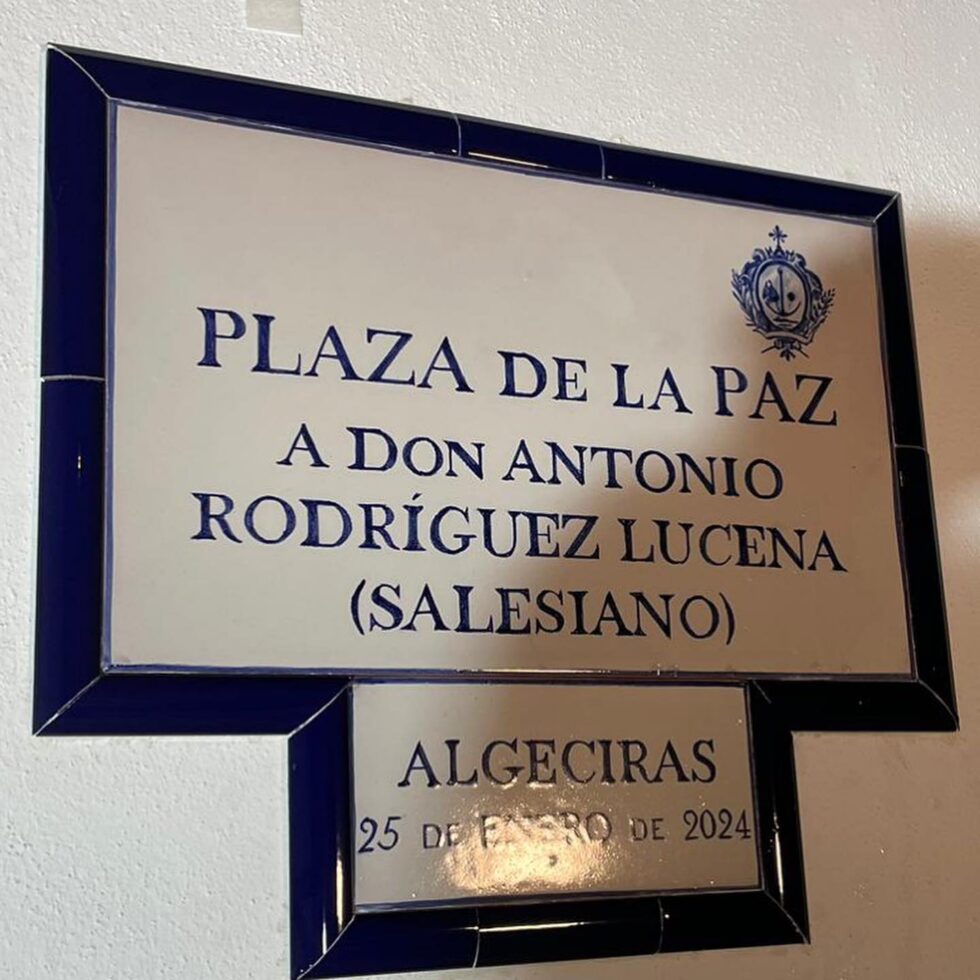 PLAZA DE LA PAZ
A DON ANTONIO
RODRÍGUEZ LUCENA
(SALESIANO)
ALGECIRAS
25 DE ENERO DE 2024